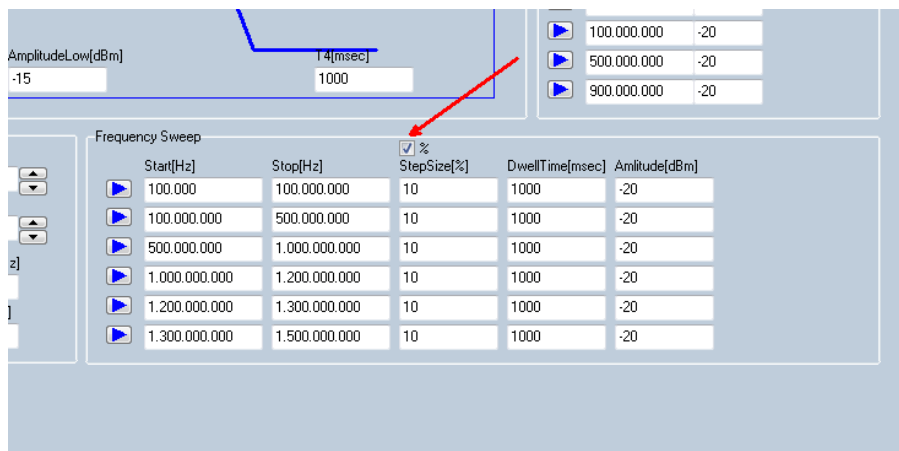 100.000.000 -20
AmplitudeLow[dBm] T4[msec]
500.000.000 -20
-15 1000
900.000.000 -20
Frequency Sweep
%
Start[Hz] Stop[Hz] StepSize[%] DwellTime[msec] Amlitude[dBm]
100.000 100.000.000 10 1000 -20
100.000.000 500.000.000 10 1000 -20
500.000.000 1.000.000.000 10 1000 -20
z]
1.000.000.000 1.200.000.000 10 1000 -20
]
1.200.000.000 1.300.000.000 10 1000 -20
1.300.000.000 1.500.000.000 10 1000 -20